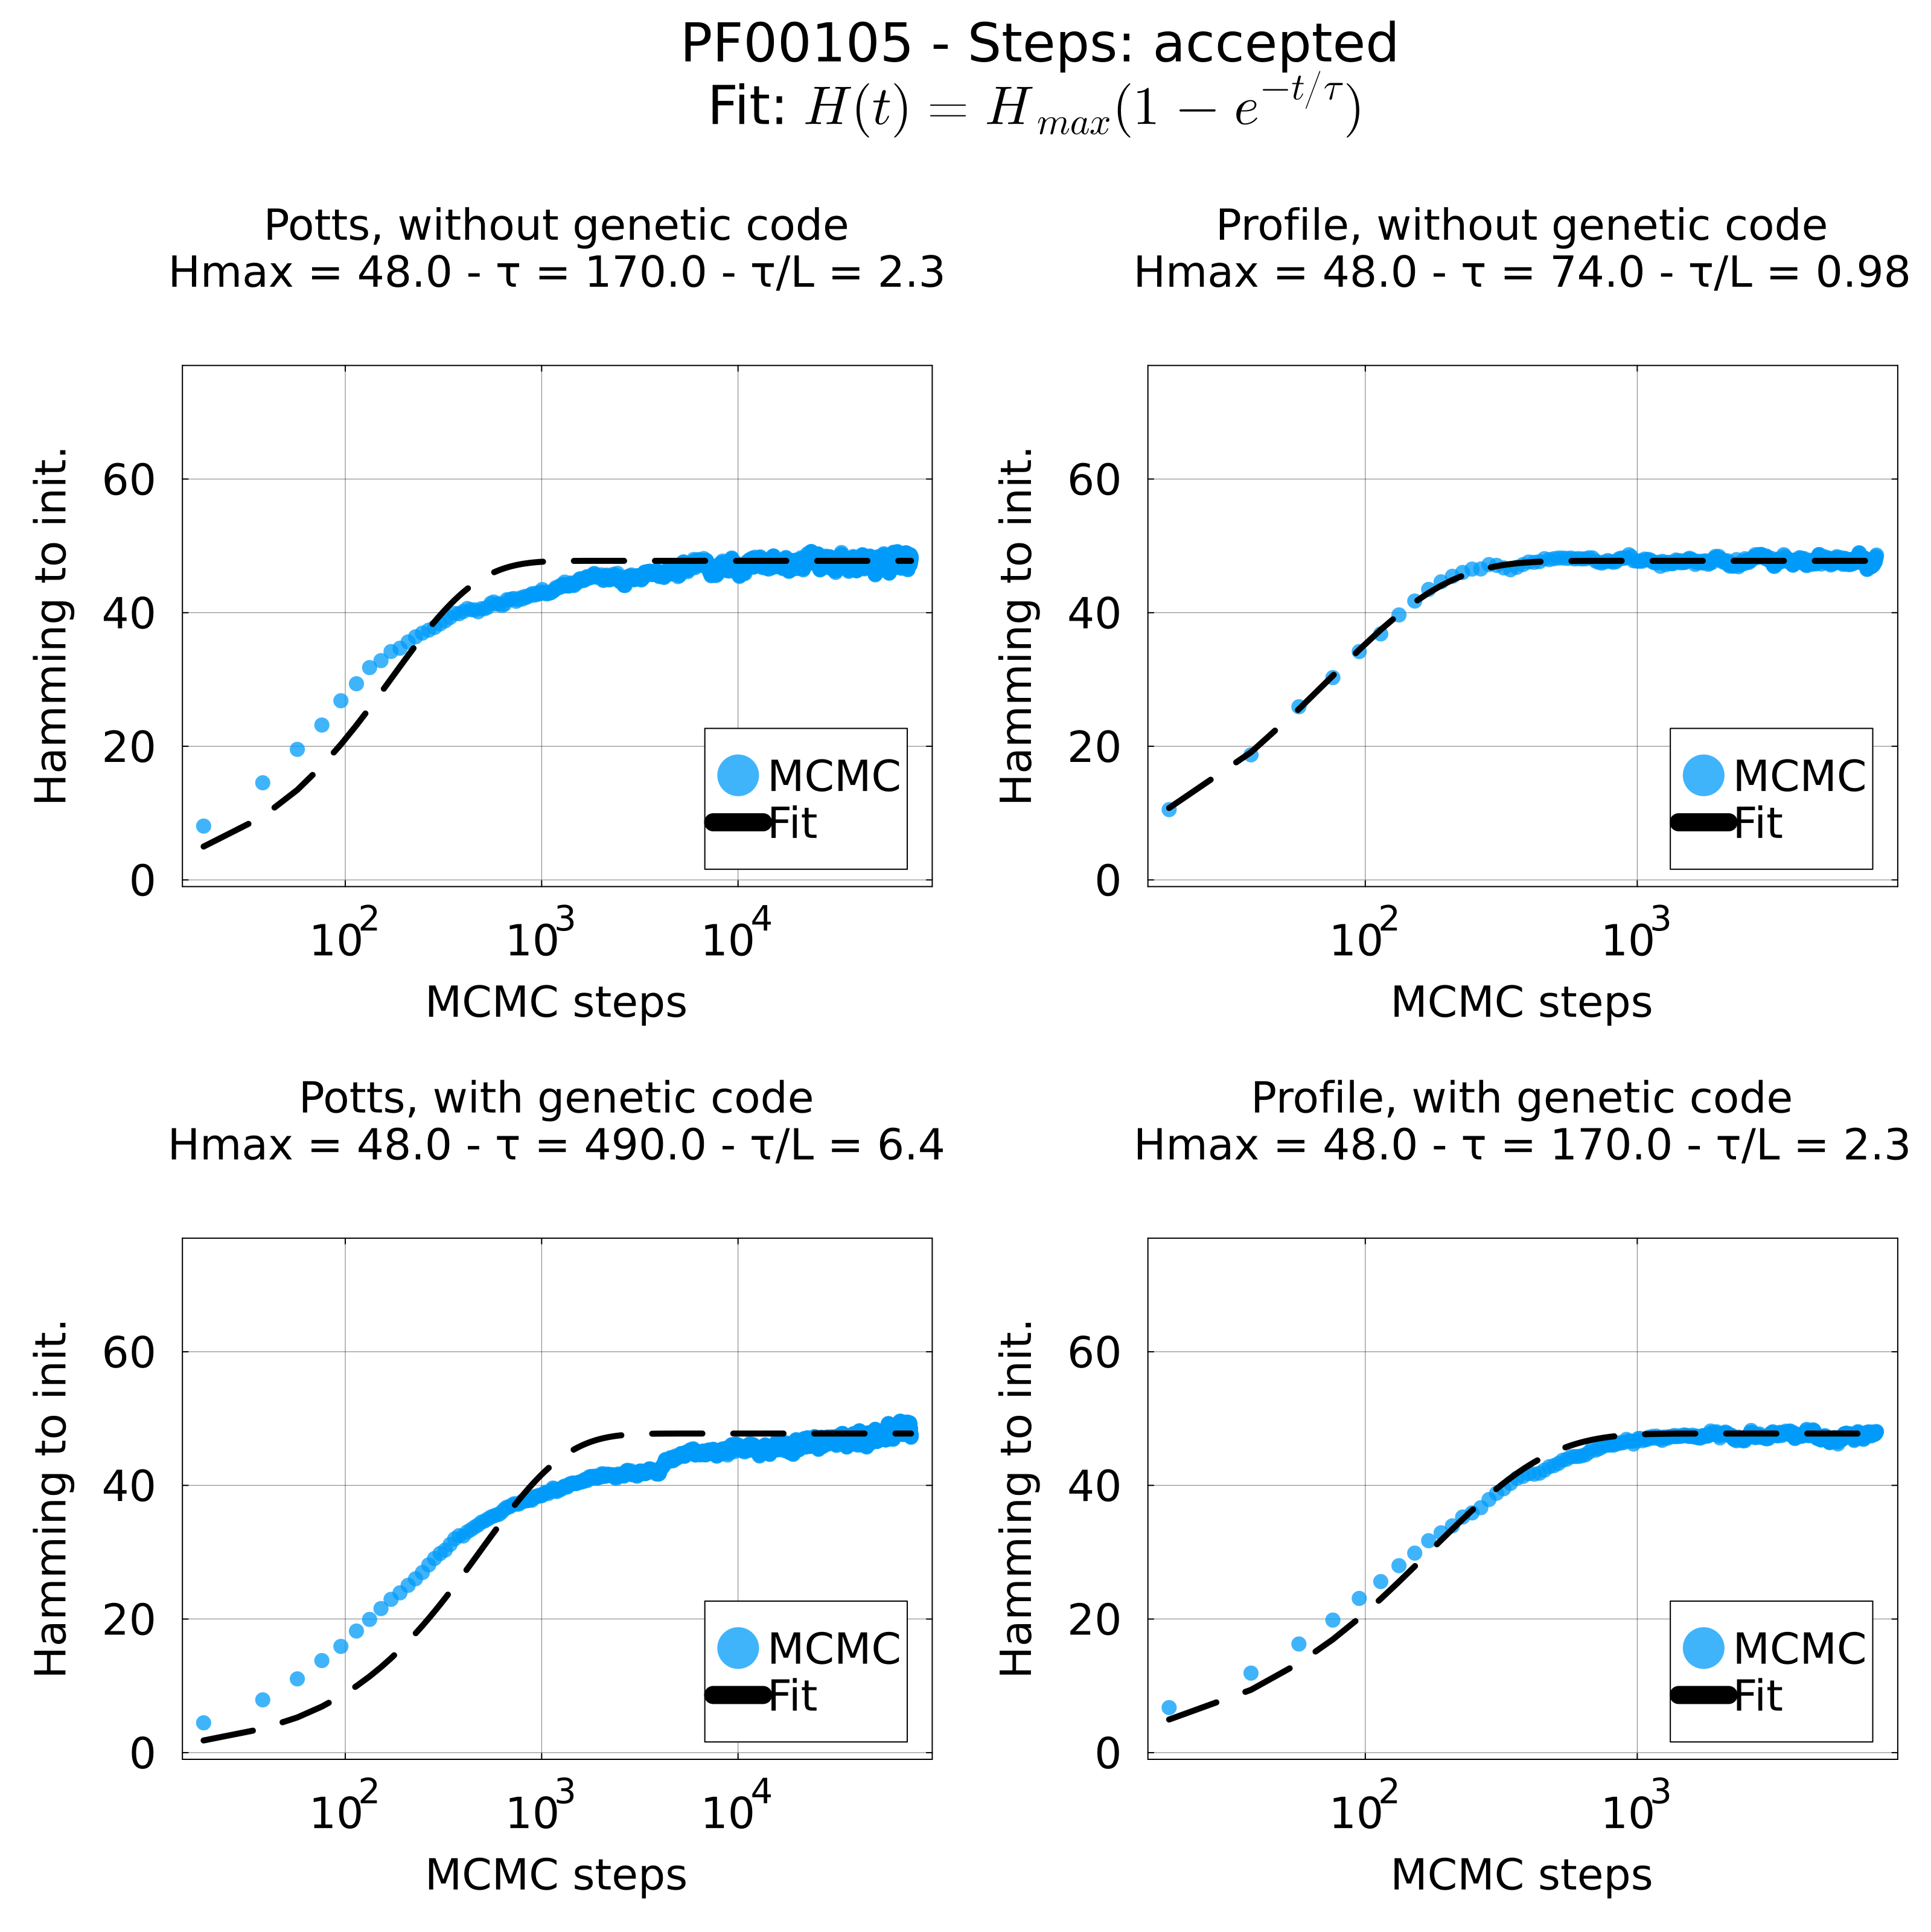 PF00105 - Steps: accepted
Fit: H(t) = H_max(1 − e^{−t/τ})
Potts, without genetic code
Hmax = 48.0 - τ = 170.0 - τ/L = 2.3
Hamming to init.
60
40
20
0
MCMC
Fit
10^2 10^3 10^4
MCMC steps
Profile, without genetic code
Hmax = 48.0 - τ = 74.0 - τ/L = 0.98
Hamming to init.
60
40
20
0
MCMC
Fit
10^2 10^3
MCMC steps
Potts, with genetic code
Hmax = 48.0 - τ = 490.0 - τ/L = 6.4
Hamming to init.
60
40
20
0
MCMC
Fit
10^2 10^3 10^4
MCMC steps
Profile, with genetic code
Hmax = 48.0 - τ = 170.0 - τ/L = 2.3
Hamming to init.
60
40
20
0
MCMC
Fit
10^2 10^3
MCMC steps